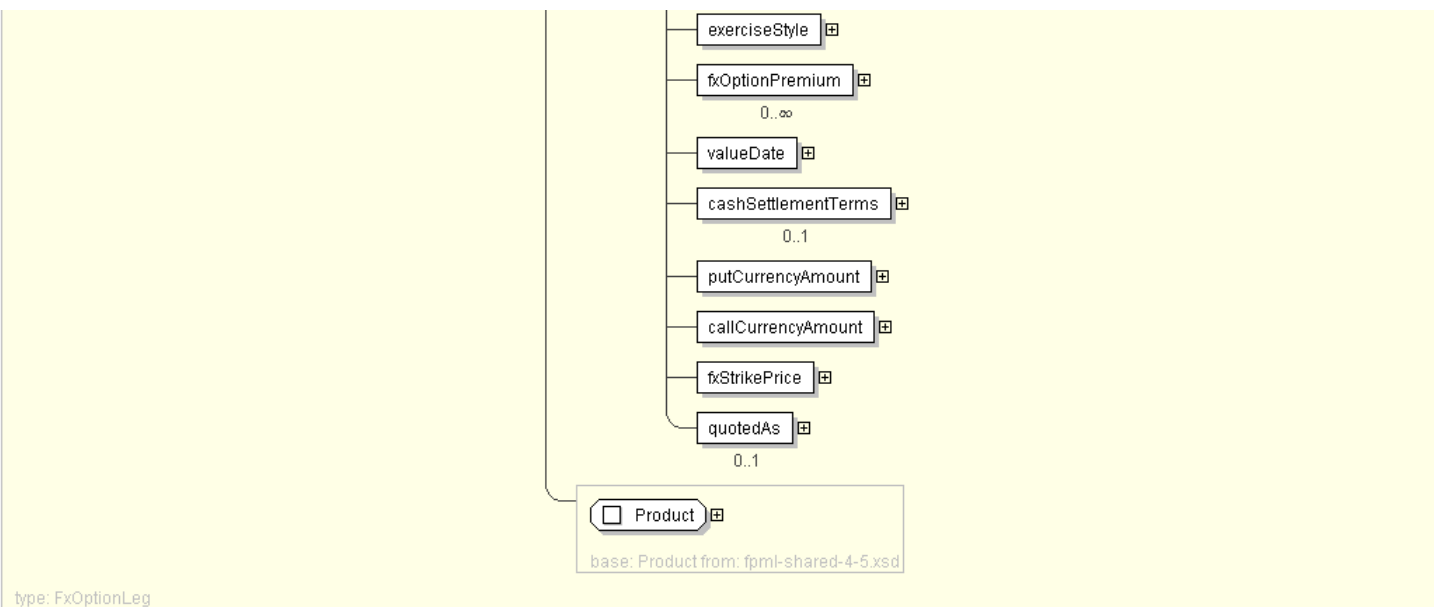 exerciseStyle
fxOptionPremium
0..∞
valueDate
cashSettlementTerms
0..1
putCurrencyAmount
callCurrencyAmount
fxStrikePrice
quotedAs
0..1
Product
base: Product from: fpml-shared-4-5.xsd
type: FxOptionLeg